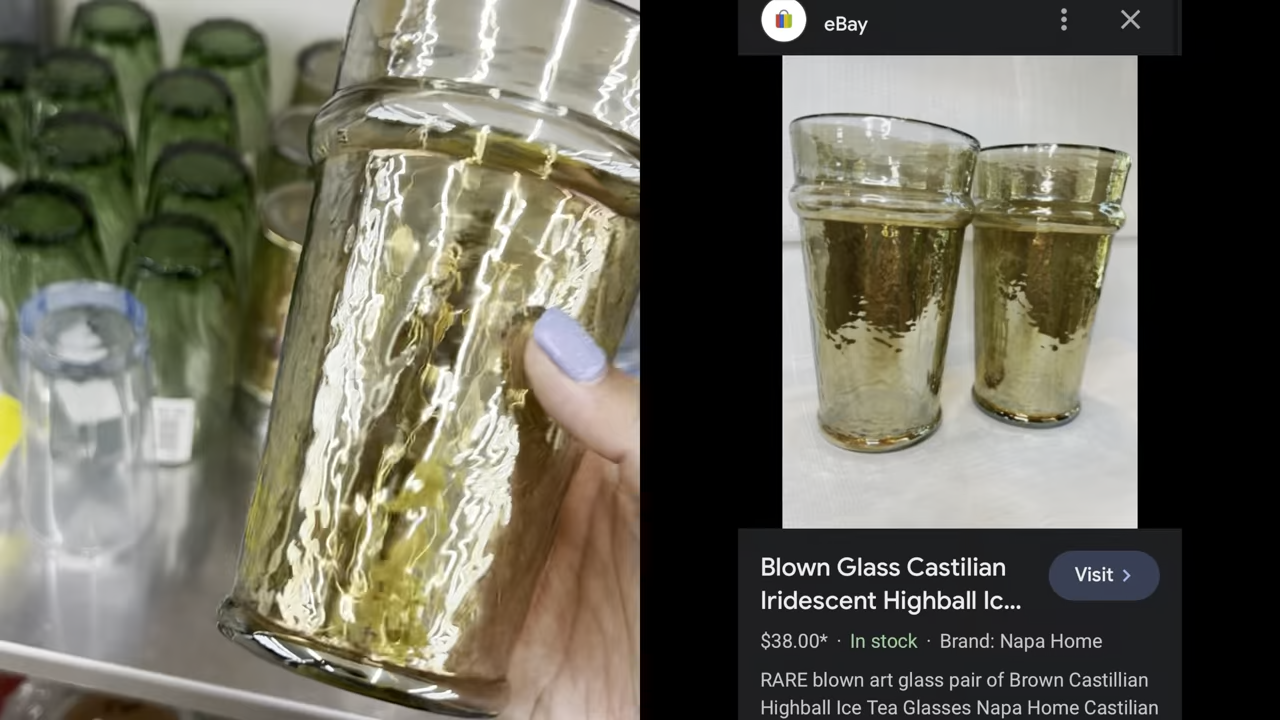 eBay
Blown Glass Castilian
Iridescent Highball Ic...
Visit >
$38.00* · In stock · Brand: Napa Home
RARE blown art glass pair of Brown Castillian
Highball Ice Tea Glasses Napa Home Castilian